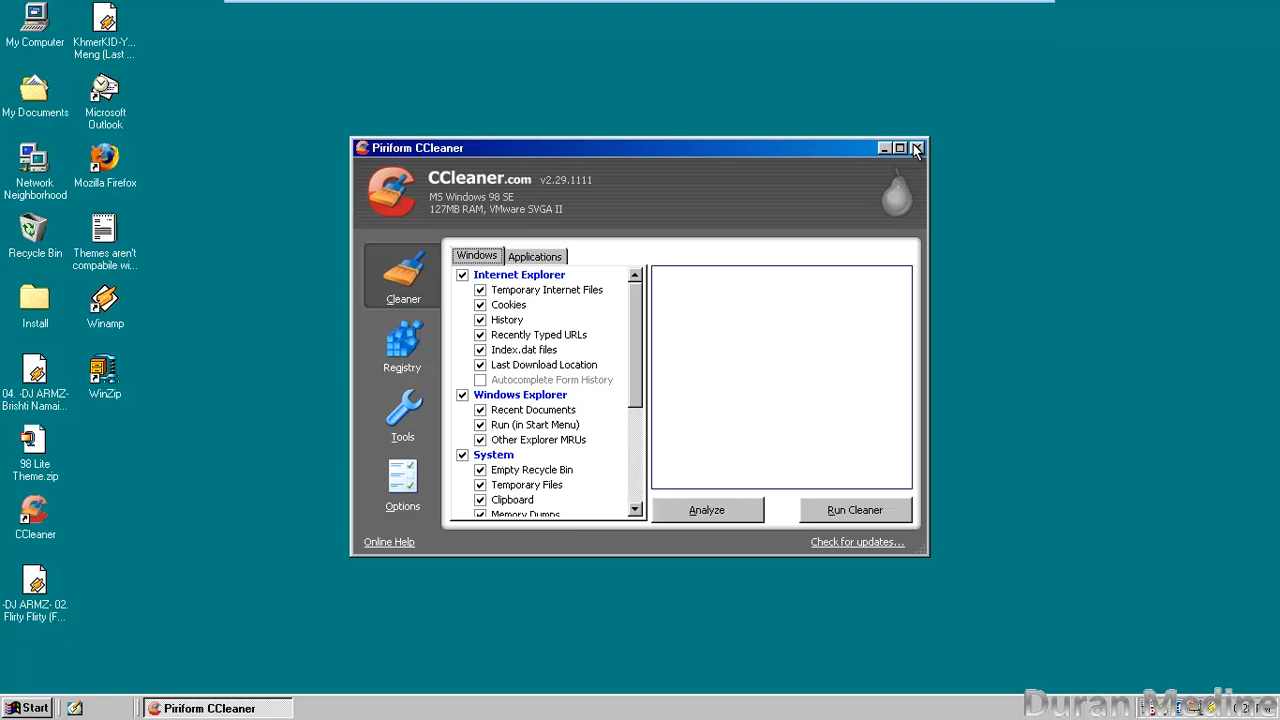 My Computer
KhmerKID-Y...
Meng (Last ...
My Documents
Microsoft
Outlook
Network
Neighborhood
Mozilla Firefox
Recycle Bin
Themes aren't
compabile wi...
Install
Winamp
04. -DJ ARMZ-
Brishti Namai...
WinZip
98 Lite
Theme.zip
CCleaner
-DJ ARMZ- 02.
Flirty Flirty (F...
Piriform CCleaner
CCleaner.com v2.29.1111
MS Windows 98 SE
127MB RAM, VMware SVGA II
Cleaner
Registry
Tools
Options
Windows
Applications
Internet Explorer
Temporary Internet Files
Cookies
History
Recently Typed URLs
Index.dat files
Last Download Location
Autocomplete Form History
Windows Explorer
Recent Documents
Run (in Start Menu)
Other Explorer MRUs
System
Empty Recycle Bin
Temporary Files
Clipboard
Memory Dumps
Analyze
Run Cleaner
Online Help
Check for updates...
Start
Piriform CCleaner
Duran Medine